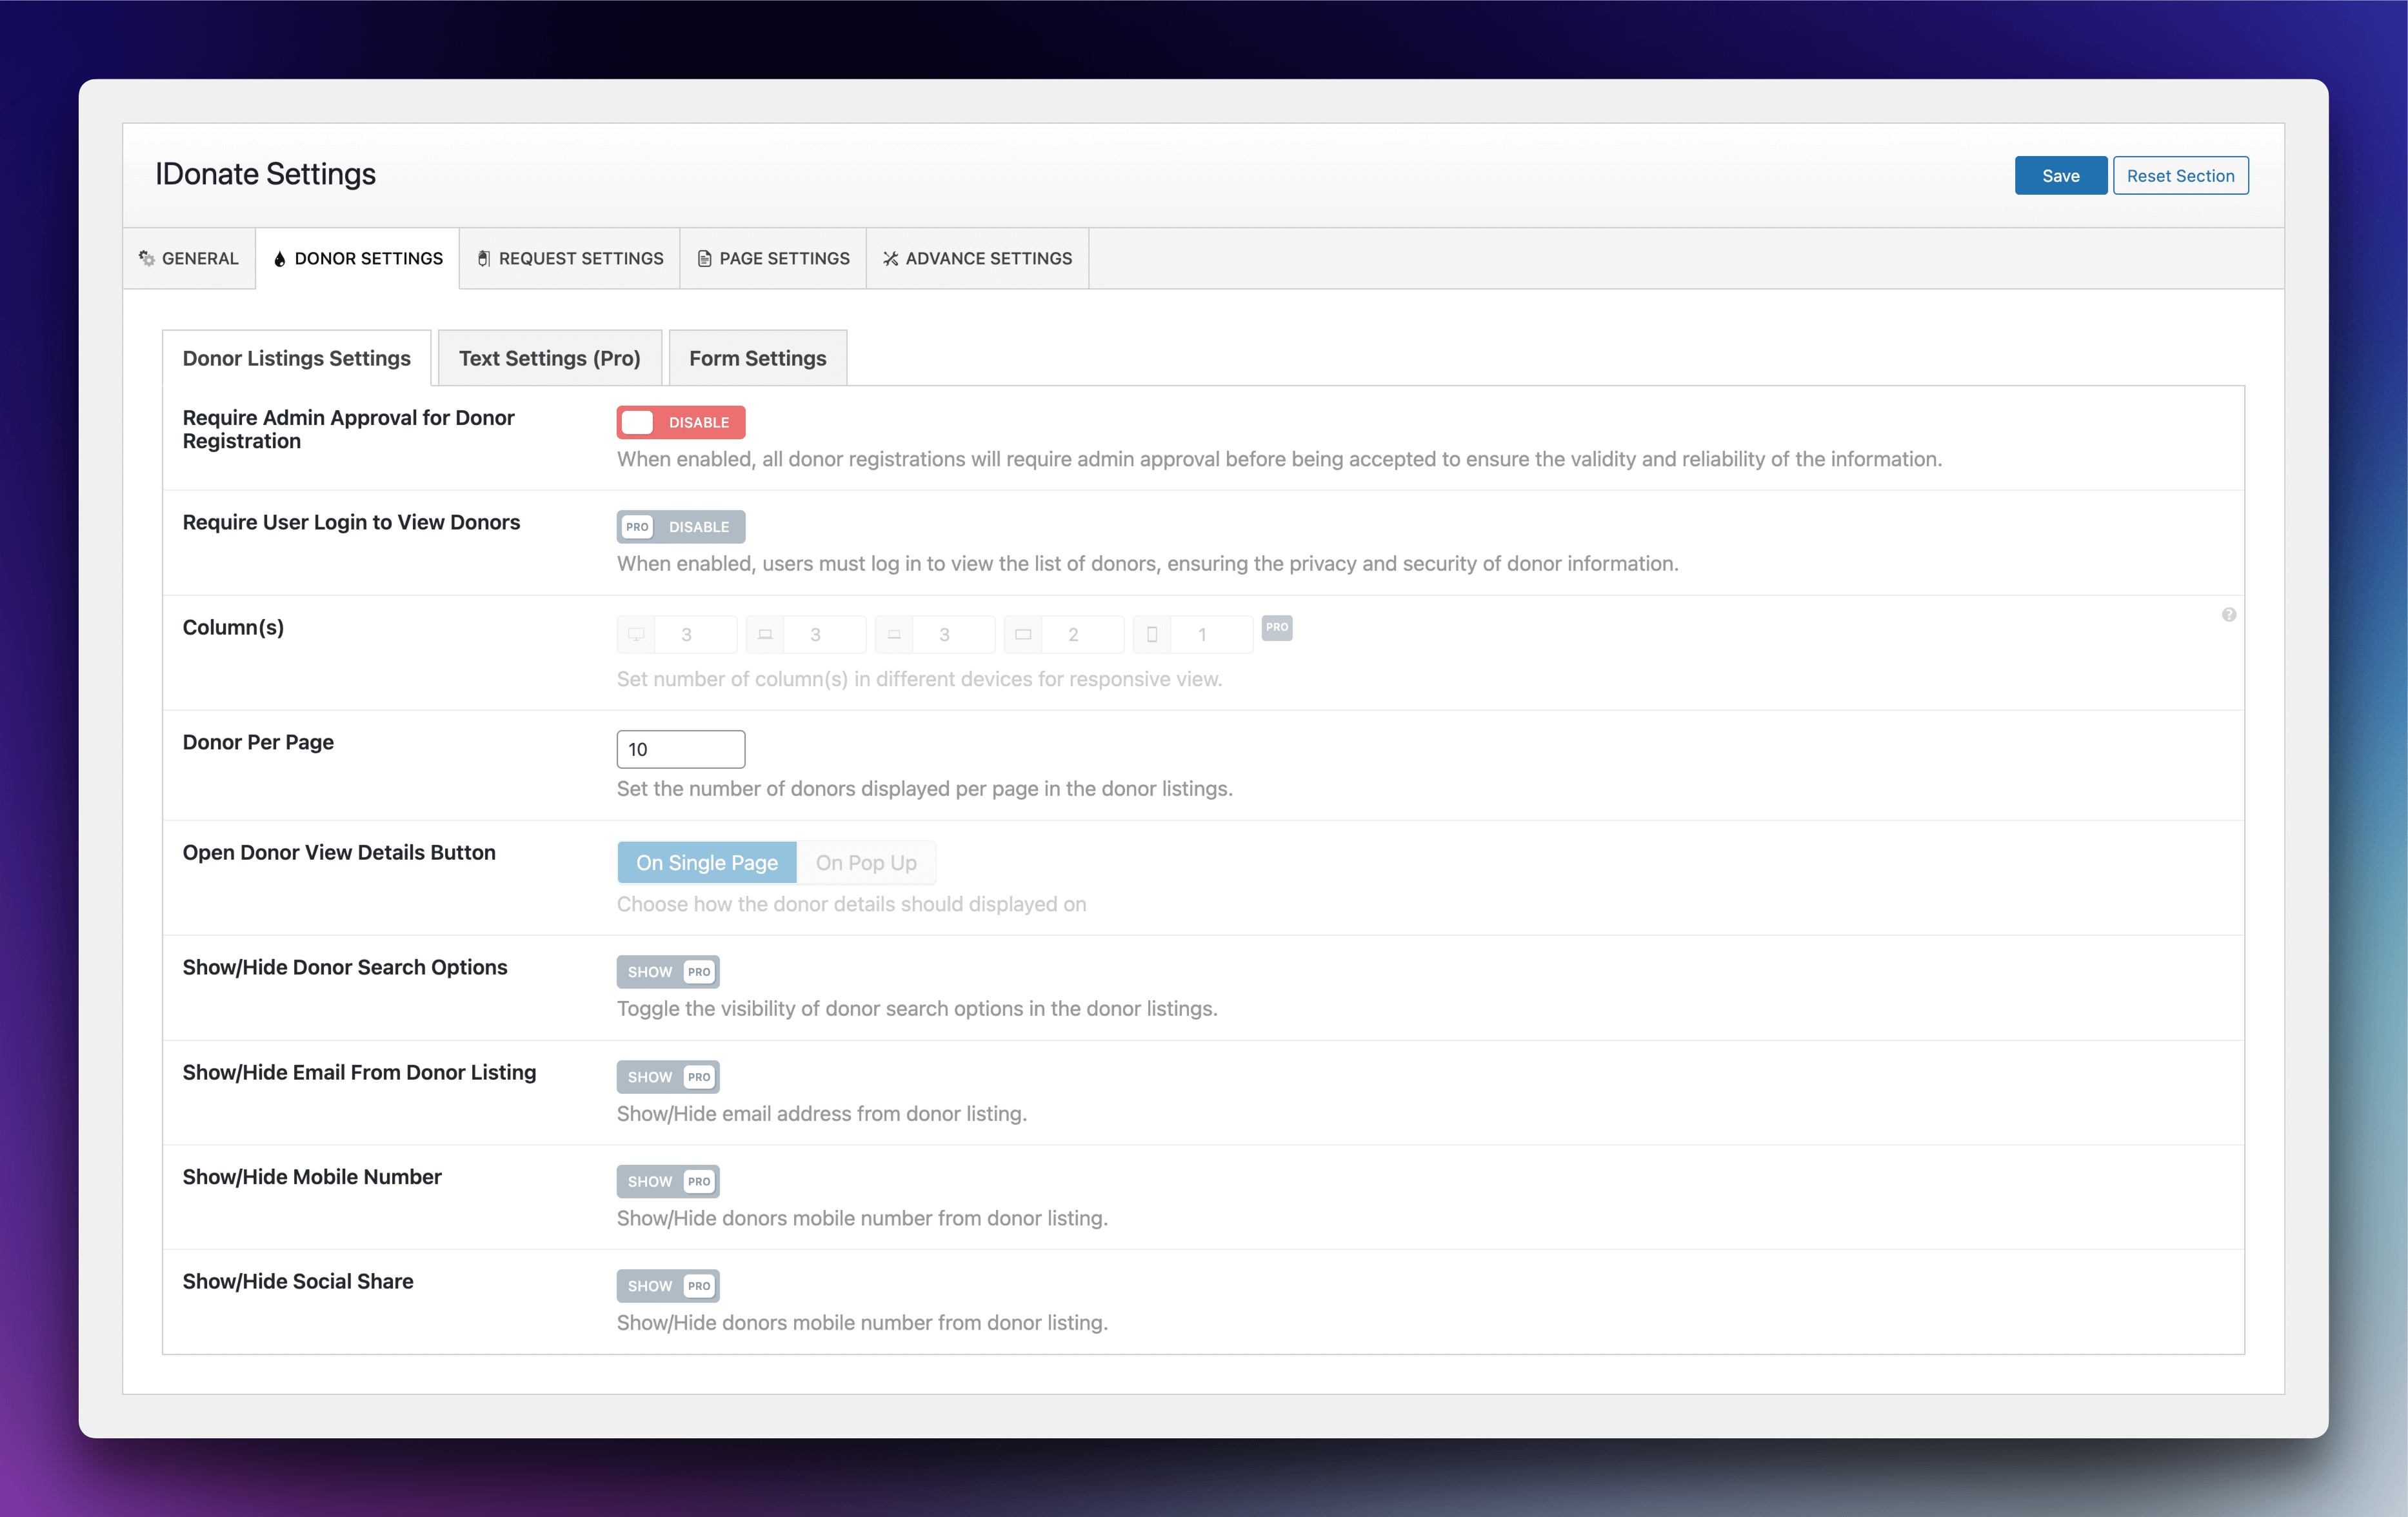 IDonate Settings
Save
Reset Section
GENERAL
DONOR SETTINGS
REQUEST SETTINGS
PAGE SETTINGS
ADVANCE SETTINGS
Donor Listings Settings
Text Settings (Pro)
Form Settings
Require Admin Approval for Donor
Registration
DISABLE
When enabled, all donor registrations will require admin approval before being accepted to ensure the validity and reliability of the information.
Require User Login to View Donors
PRO DISABLE
When enabled, users must log in to view the list of donors, ensuring the privacy and security of donor information.
Column(s)
3 3 3 2 1 PRO
?
Set number of column(s) in different devices for responsive view.
Donor Per Page
10
Set the number of donors displayed per page in the donor listings.
Open Donor View Details Button
On Single Page On Pop Up
Choose how the donor details should displayed on
Show/Hide Donor Search Options
SHOW PRO
Toggle the visibility of donor search options in the donor listings.
Show/Hide Email From Donor Listing
SHOW PRO
Show/Hide email address from donor listing.
Show/Hide Mobile Number
SHOW PRO
Show/Hide donors mobile number from donor listing.
Show/Hide Social Share
SHOW PRO
Show/Hide donors mobile number from donor listing.